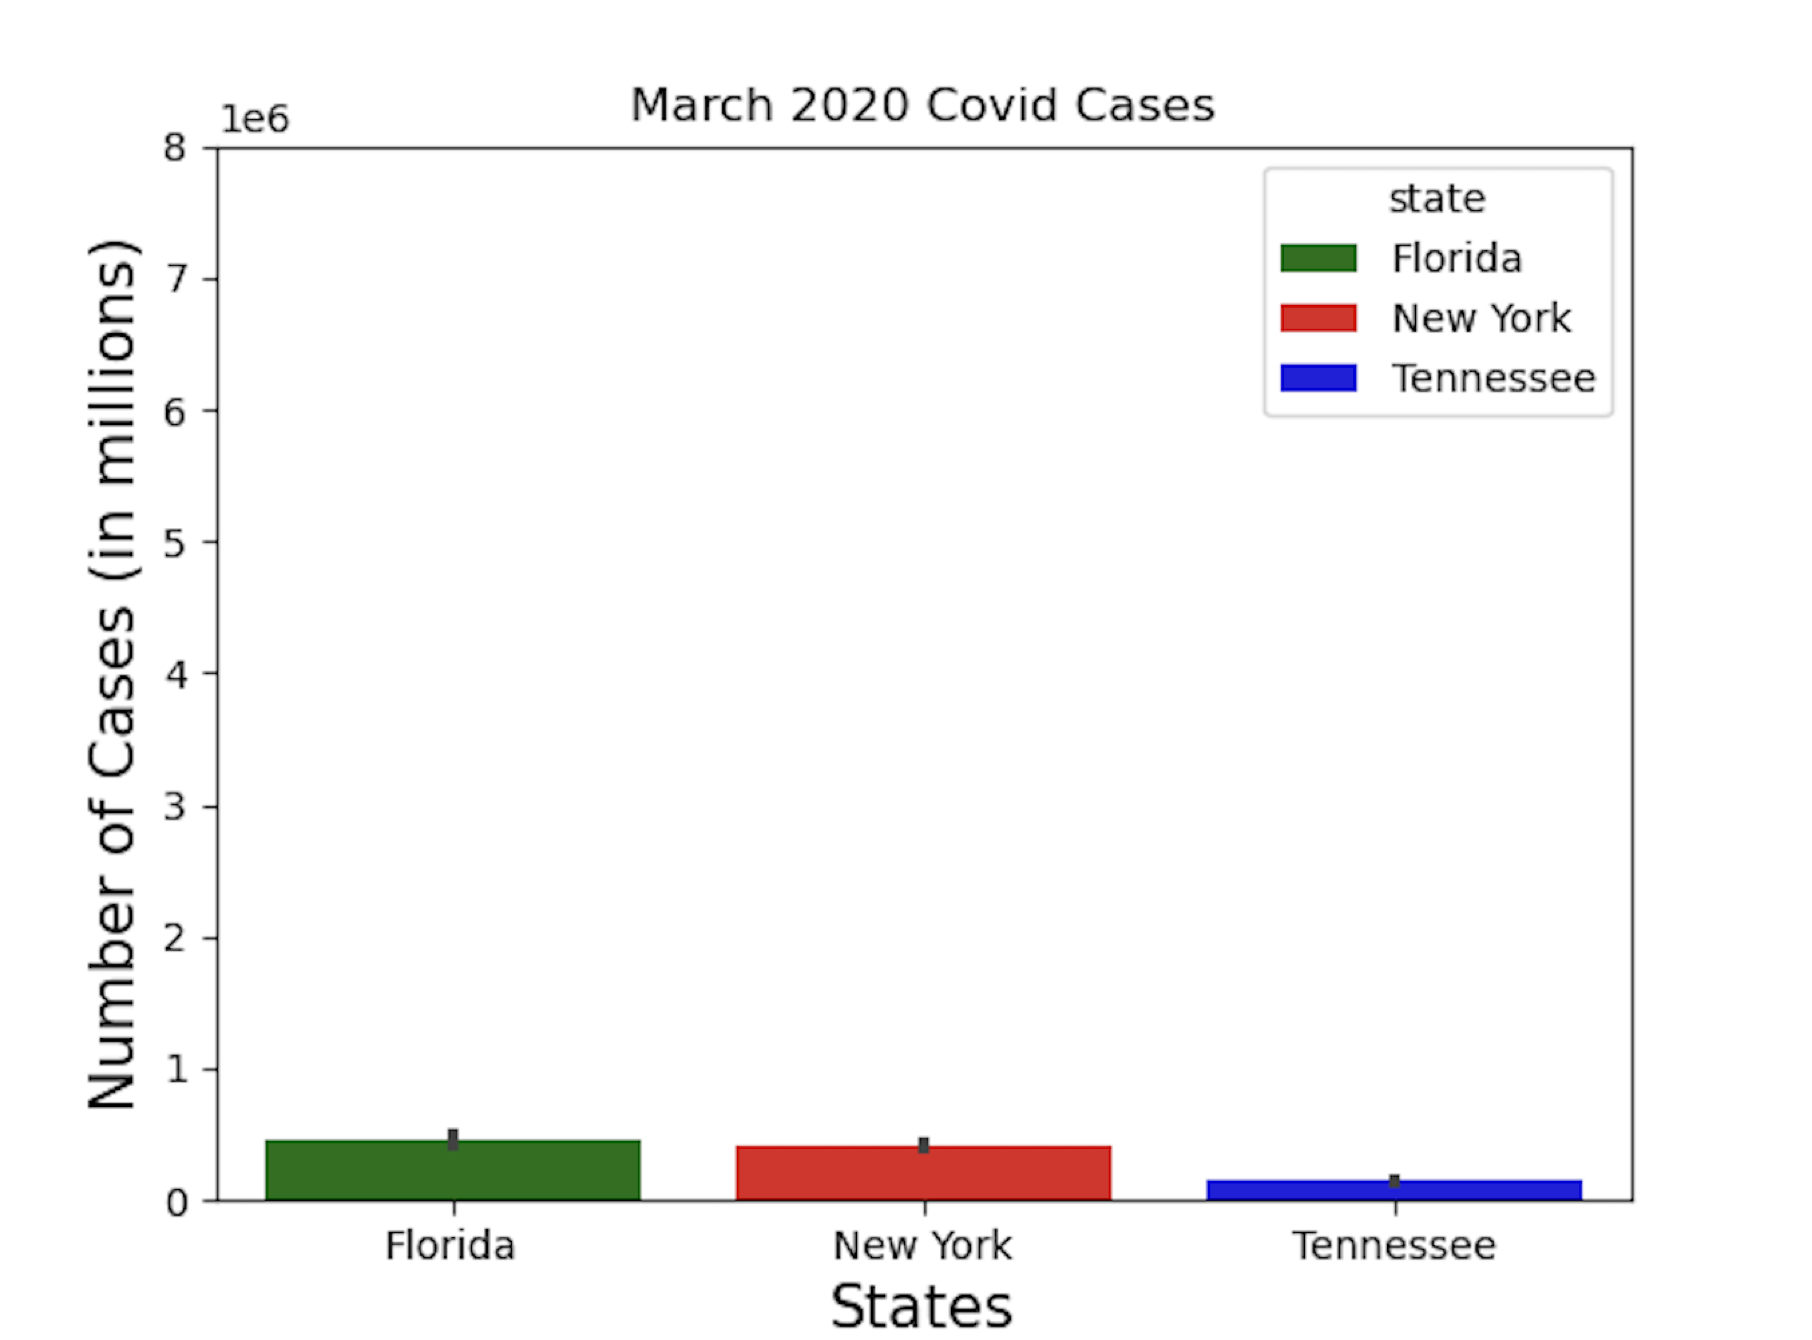 March 2020 Covid Cases
1e6
8
7
6
5
4
3
2
1
0
Number of Cases (in millions)
state
Florida
New York
Tennessee
Florida
New York
Tennessee
States